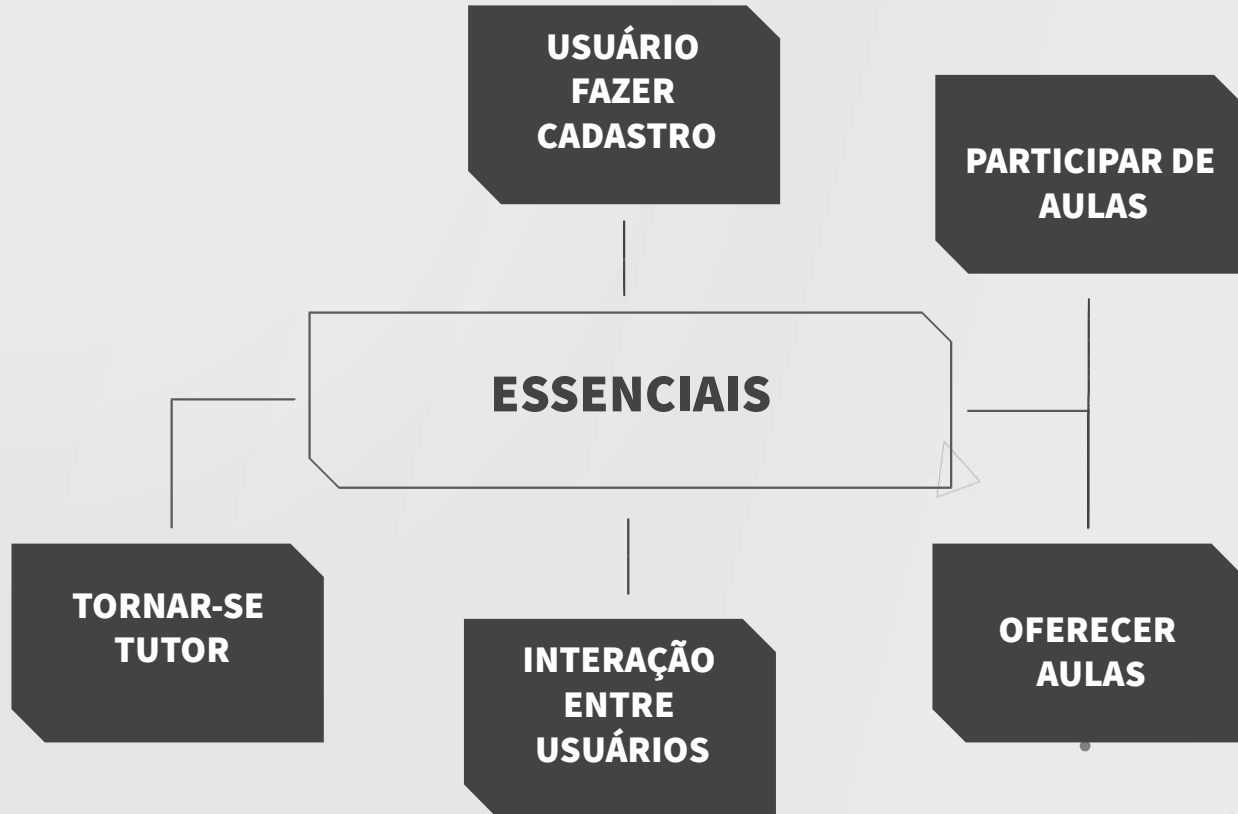 USUÁRIO
FAZER
CADASTRO
PARTICIPAR DE
AULAS
ESSENCIAIS
TORNAR-SE
TUTOR
INTERAÇÃO
ENTRE
USUÁRIOS
OFERECER
AULAS